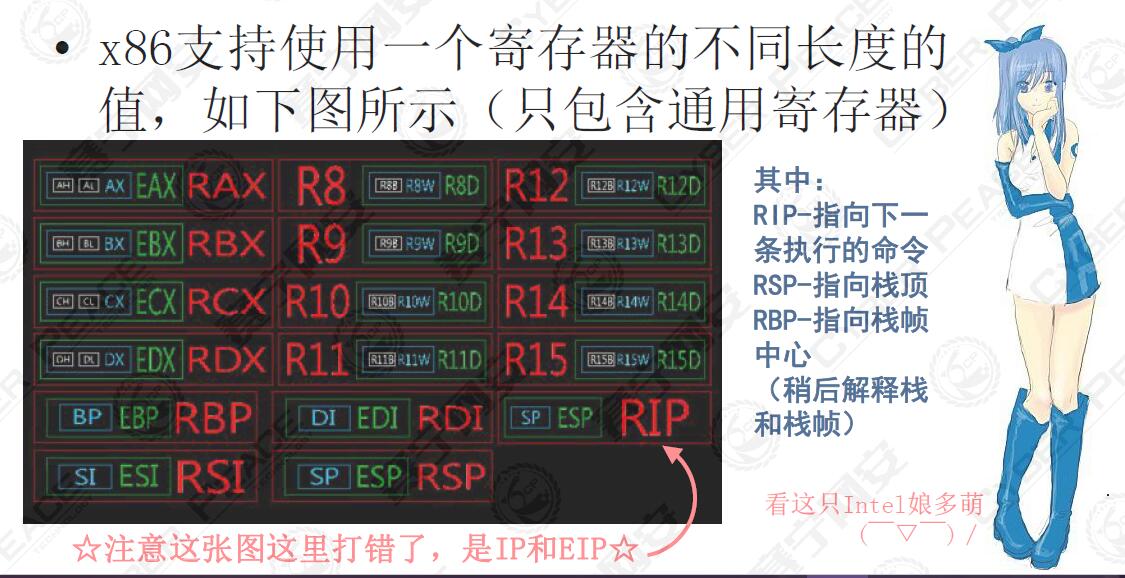 • x86支持使用一个寄存器的不同长度的
值，如下图所示（只包含通用寄存器）
AH AL AX EAX RAX R8 R8B R8W R8D R12 R12B R12W R12D
BH BL BX EBX RBX R9 R9B R9W R9D R13 R13B R13W R13D
CH CL CX ECX RCX R10 R10B R10W R10D R14 R14B R14W R14D
DH DL DX EDX RDX R11 R11B R11W R11D R15 R15B R15W R15D
BP EBP RBP DI EDI RDI SP ESP RIP
SI ESI RSI SP ESP RSP
☆注意这张图这里打错了，是IP和EIP☆
其中：
RIP-指向下一
条执行的命令
RSP-指向栈顶
RBP-指向栈帧
中心
（稍后解释栈
和栈帧）
看这只Intel娘多萌
(￣▽￣)/
赛宁网安
CYBER PEACE